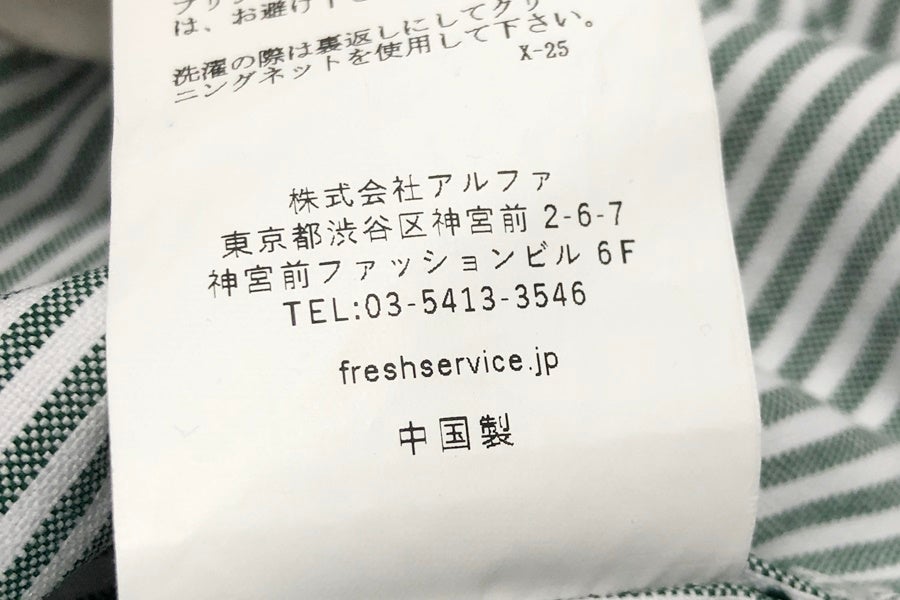 は、お避け下さ
洗濯の際は裏返しにしてクリ
ニングネットを使用して下さい。
X-25
株式会社アルファ
東京都渋谷区神宮前 2-6-7
神宮前ファッションビル 6F
TEL:03-5413-3546
freshservice.jp
中国製